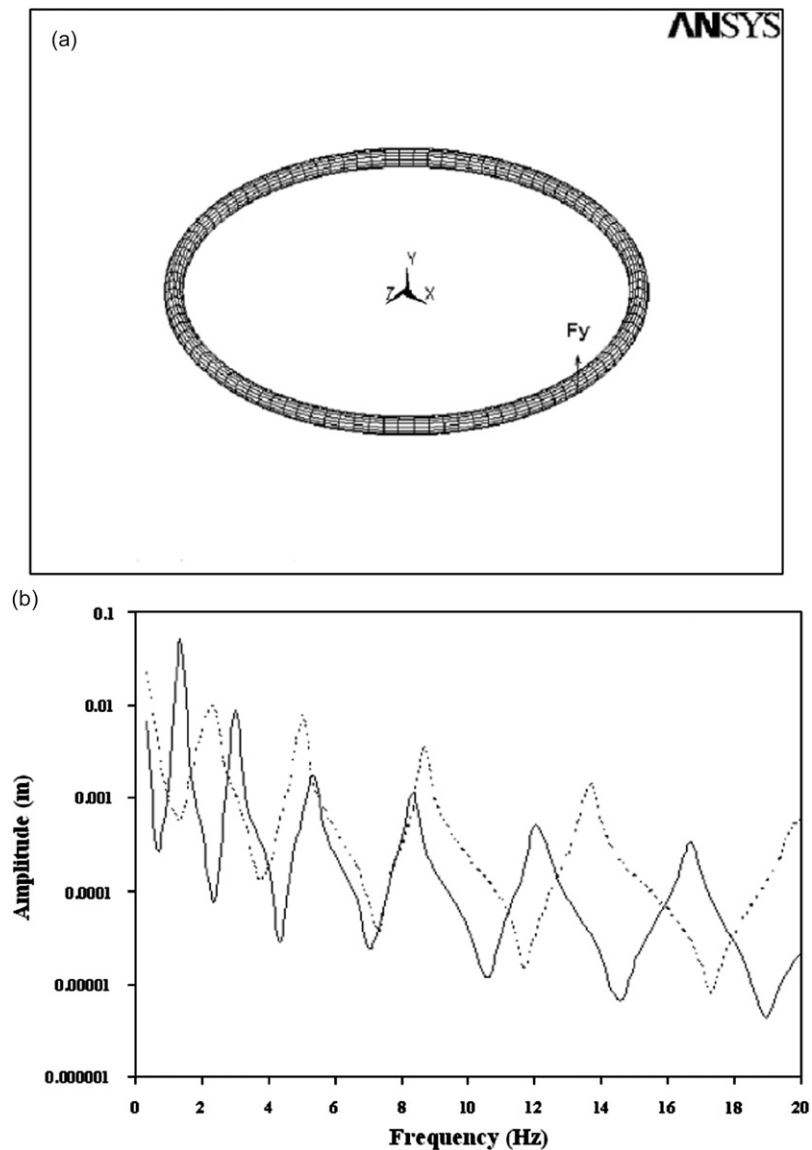 (a)
ANSYS
Y
Z X
Fy
(b)
0.1
0.01
0.001
0.0001
0.00001
0.000001
Amplitude (m)
0 2 4 6 8 10 12 14 16 18 20
Frequency (Hz)